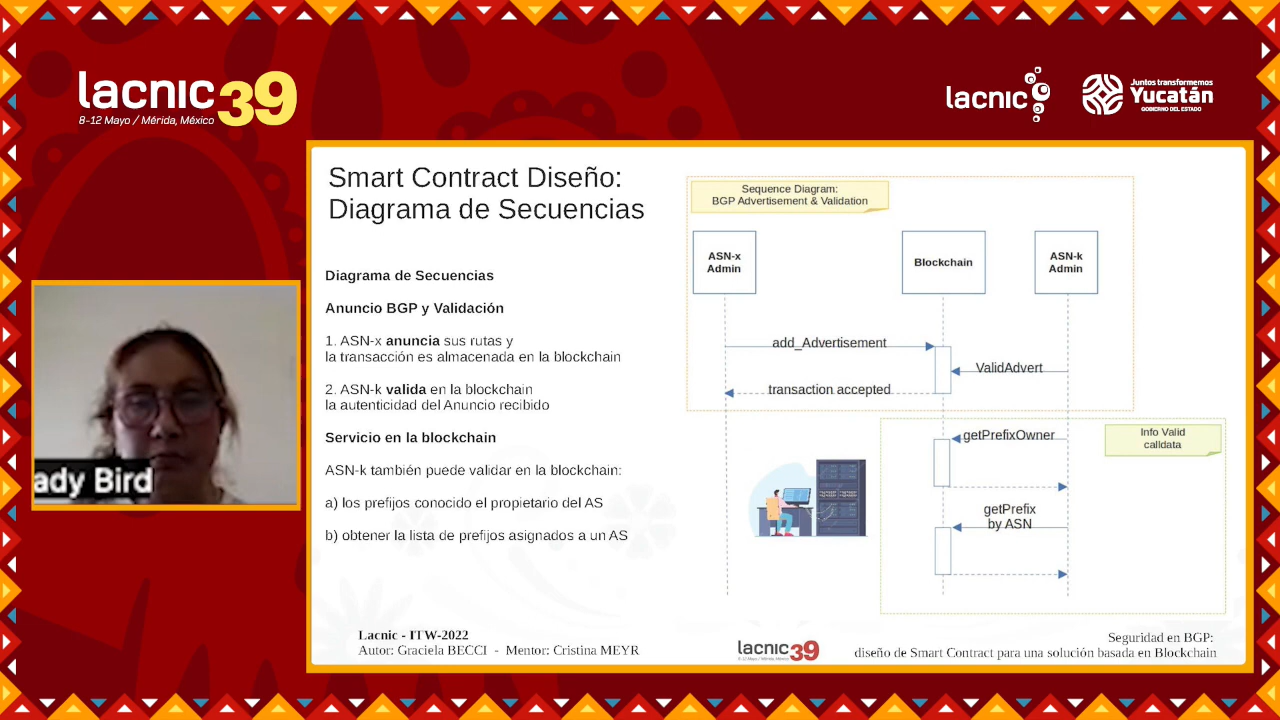 lacnic39
8-12 Mayo / Mérida, México
lacnic
Juntos transformemos
Yucatán
GOBIERNO DEL ESTADO
Smart Contract Diseño:
Diagrama de Secuencias
Diagrama de Secuencias
Anuncio BGP y Validación
1. ASN-x anuncia sus rutas y
la transacción es almacenada en la blockchain
2. ASN-k valida en la blockchain
la autenticidad del Anuncio recibido
Servicio en la blockchain
ASN-k también puede validar en la blockchain:
a) los prefijos conocido el propietario del AS
b) obtener la lista de prefijos asignados a un AS
Sequence Diagram:
BGP Advertisement & Validation
ASN-x
Admin
Blockchain
ASN-k
Admin
add_Advertisement
ValidAdvert
transaction accepted
getPrefixOwner
Info Valid
calldata
getPrefix
by ASN
ady Bird
Lacnic - ITW-2022
Autor: Graciela BECCI - Mentor: Cristina MEYR
lacnic39
8-12 Mayo / Mérida, México
Seguridad en BGP:
diseño de Smart Contract para una solución basada en Blockchain